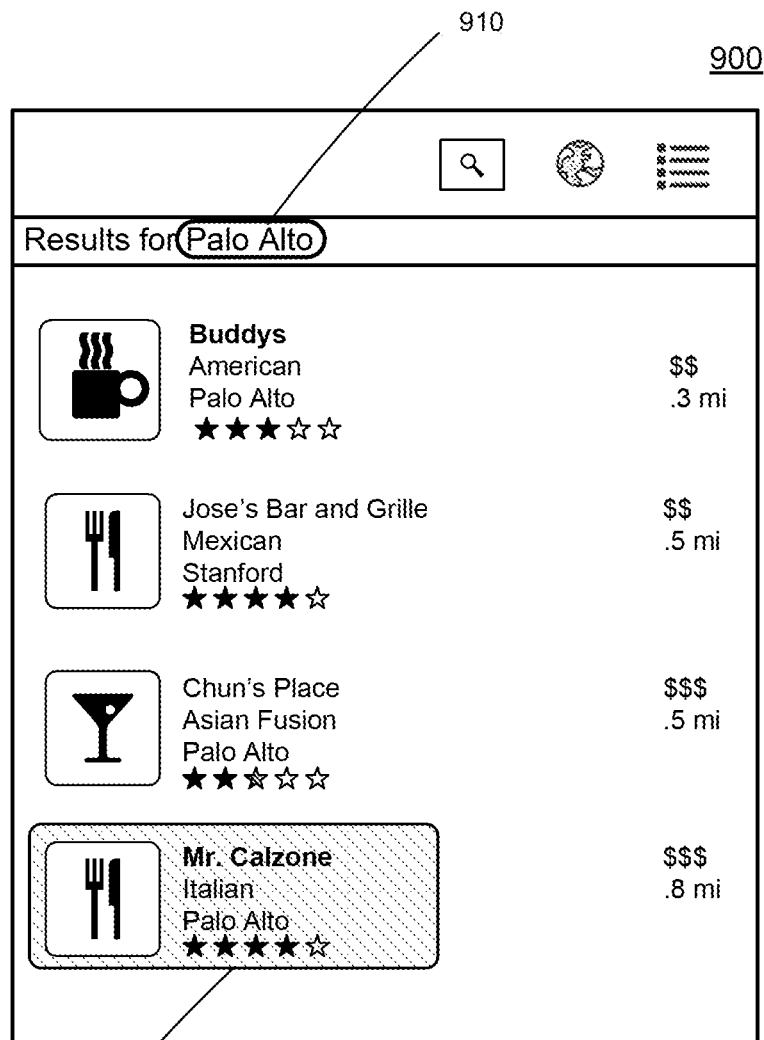 910
900
Results for Palo Alto
Buddys
American $$
Palo Alto .3 mi
Jose's Bar and Grille $$
Mexican .5 mi
Stanford
Chun's Place $$$
Asian Fusion .5 mi
Palo Alto
Mr. Calzone $$$
Italian .8 mi
Palo Alto